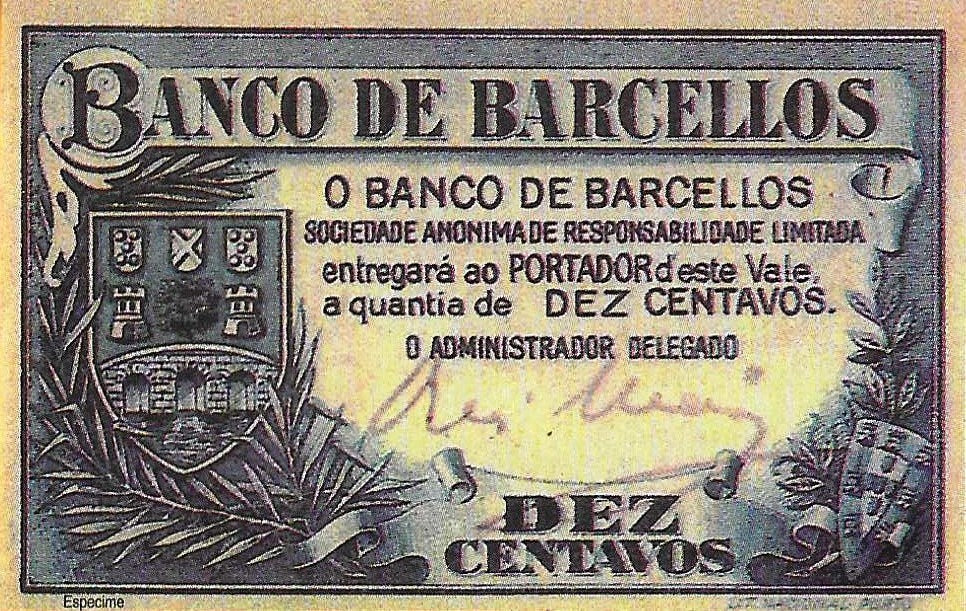 BANCO DE BARCELLOS
O BANCO DE BARCELLOS
SOCIEDADE ANONIMA DE RESPONSABILIDADE LIMITADA
entregará ao PORTADOR d'este Vale,
a quantia de DEZ CENTAVOS.
O ADMINISTRADOR DELEGADO
DEZ
CENTAVOS
Especime